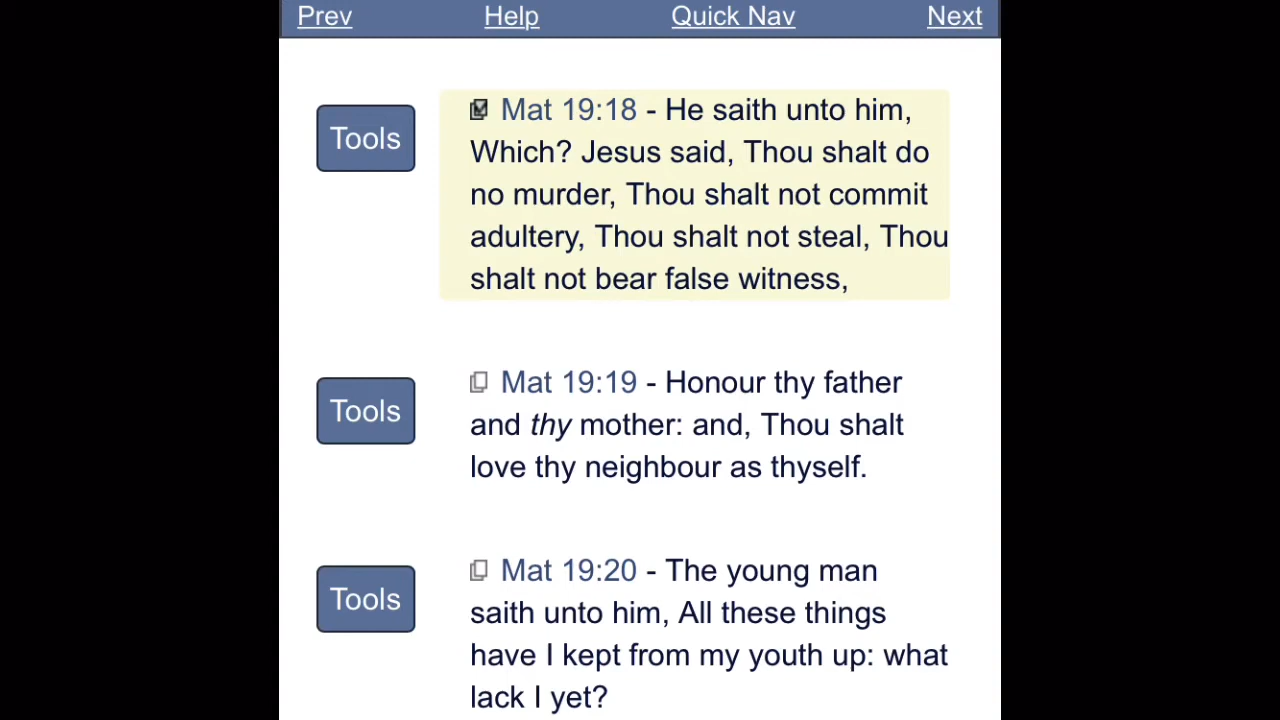 Prev Help Quick Nav Next
Tools
Mat 19:18 - He saith unto him,
Which? Jesus said, Thou shalt do
no murder, Thou shalt not commit
adultery, Thou shalt not steal, Thou
shalt not bear false witness,
Tools
Mat 19:19 - Honour thy father
and thy mother: and, Thou shalt
love thy neighbour as thyself.
Tools
Mat 19:20 - The young man
saith unto him, All these things
have I kept from my youth up: what
lack I yet?